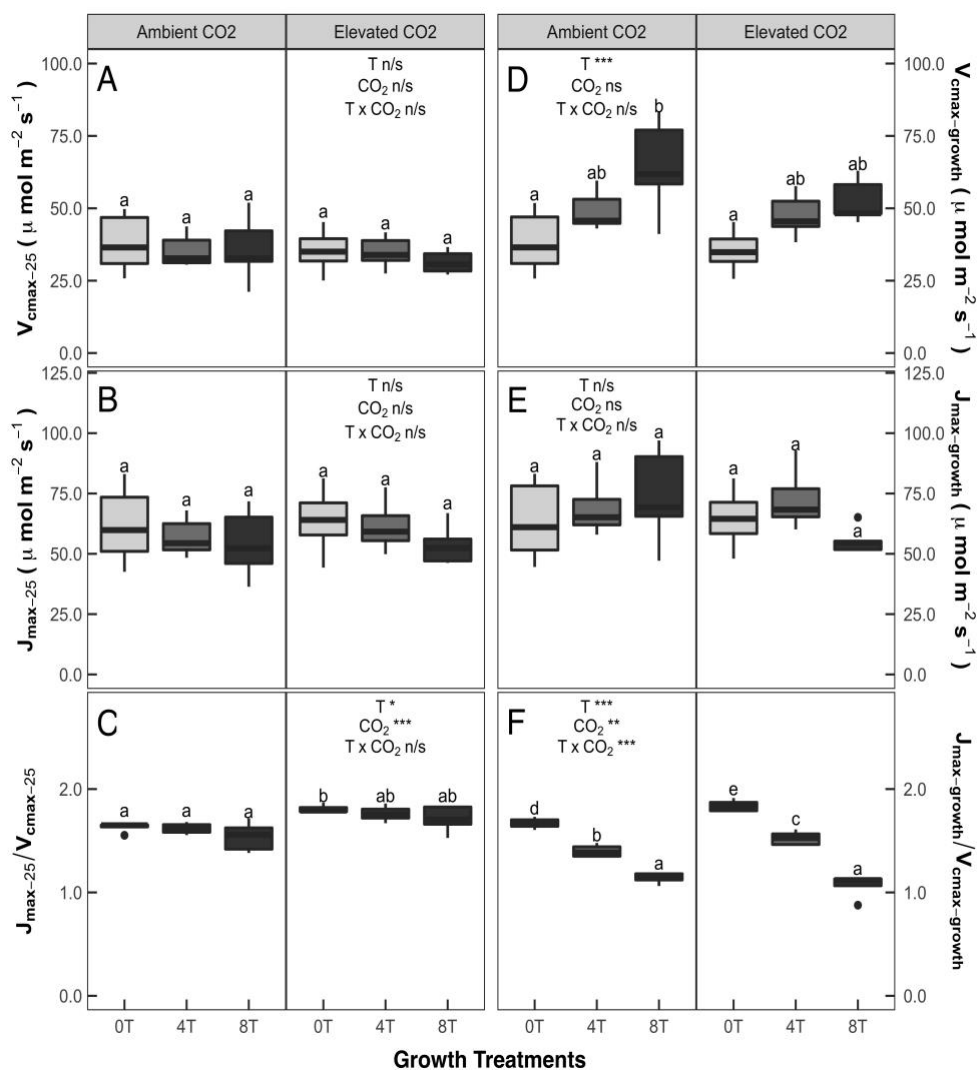 Ambient CO2 Elevated CO2 Ambient CO2 Elevated CO2
A
T n/s
CO₂ n/s
T x CO₂ n/s
D
T ***
CO₂ ns
T x CO₂ n/s
100.0
75.0
50.0
25.0
0.0
Vcmax−25 ( μ mol m⁻² s⁻¹ )
a a a a a a
a ab b a ab ab
100.0
75.0
50.0
25.0
0.0
Vcmax−growth ( μ mol m⁻² s⁻¹ )
B
T n/s
CO₂ n/s
T x CO₂ n/s
E
T n/s
CO₂ ns
T x CO₂ n/s
125.0
100.0
75.0
50.0
25.0
0.0
Jmax−25 ( μ mol m⁻² s⁻¹ )
a a a a a a
a a a a a a
125.0
100.0
75.0
50.0
25.0
0.0
Jmax−growth ( μ mol m⁻² s⁻¹ )
C
T *
CO₂ ***
T x CO₂ n/s
F
T ***
CO₂ **
T x CO₂ ***
2.0
1.0
0.0
Jmax−25/Vcmax−25
a a a b ab ab
d b a e c a
2.0
1.0
0.0
Jmax−growth/Vcmax−growth
0T 4T 8T 0T 4T 8T 0T 4T 8T 0T 4T 8T
Growth Treatments